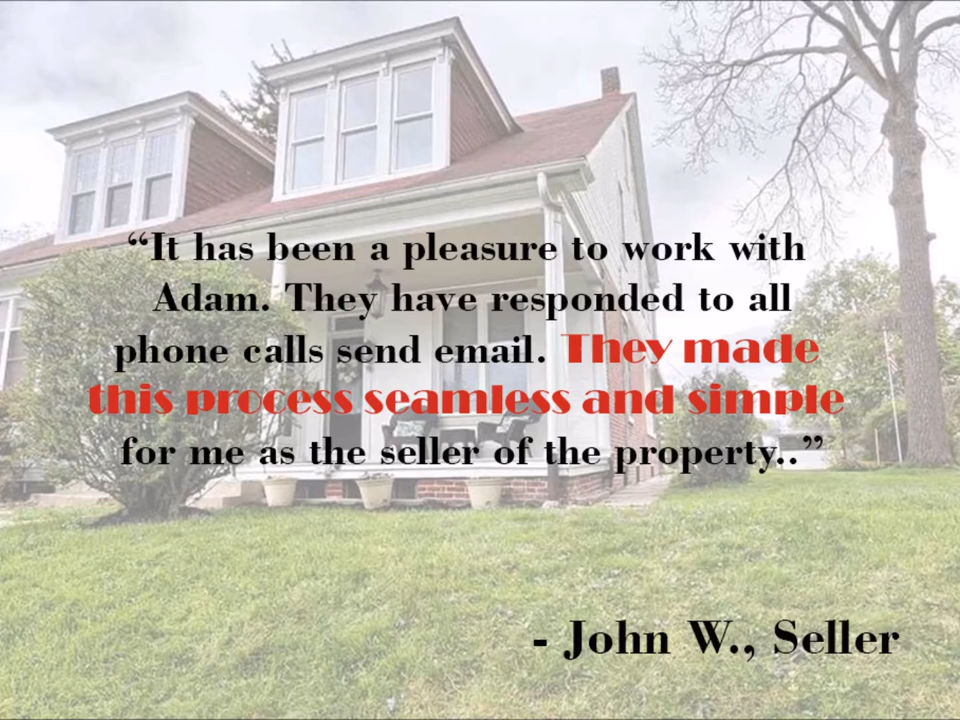 “It has been a pleasure to work with
Adam. They have responded to all
phone calls send email. They made
this process seamless and simple
for me as the seller of the property..”
- John W., Seller